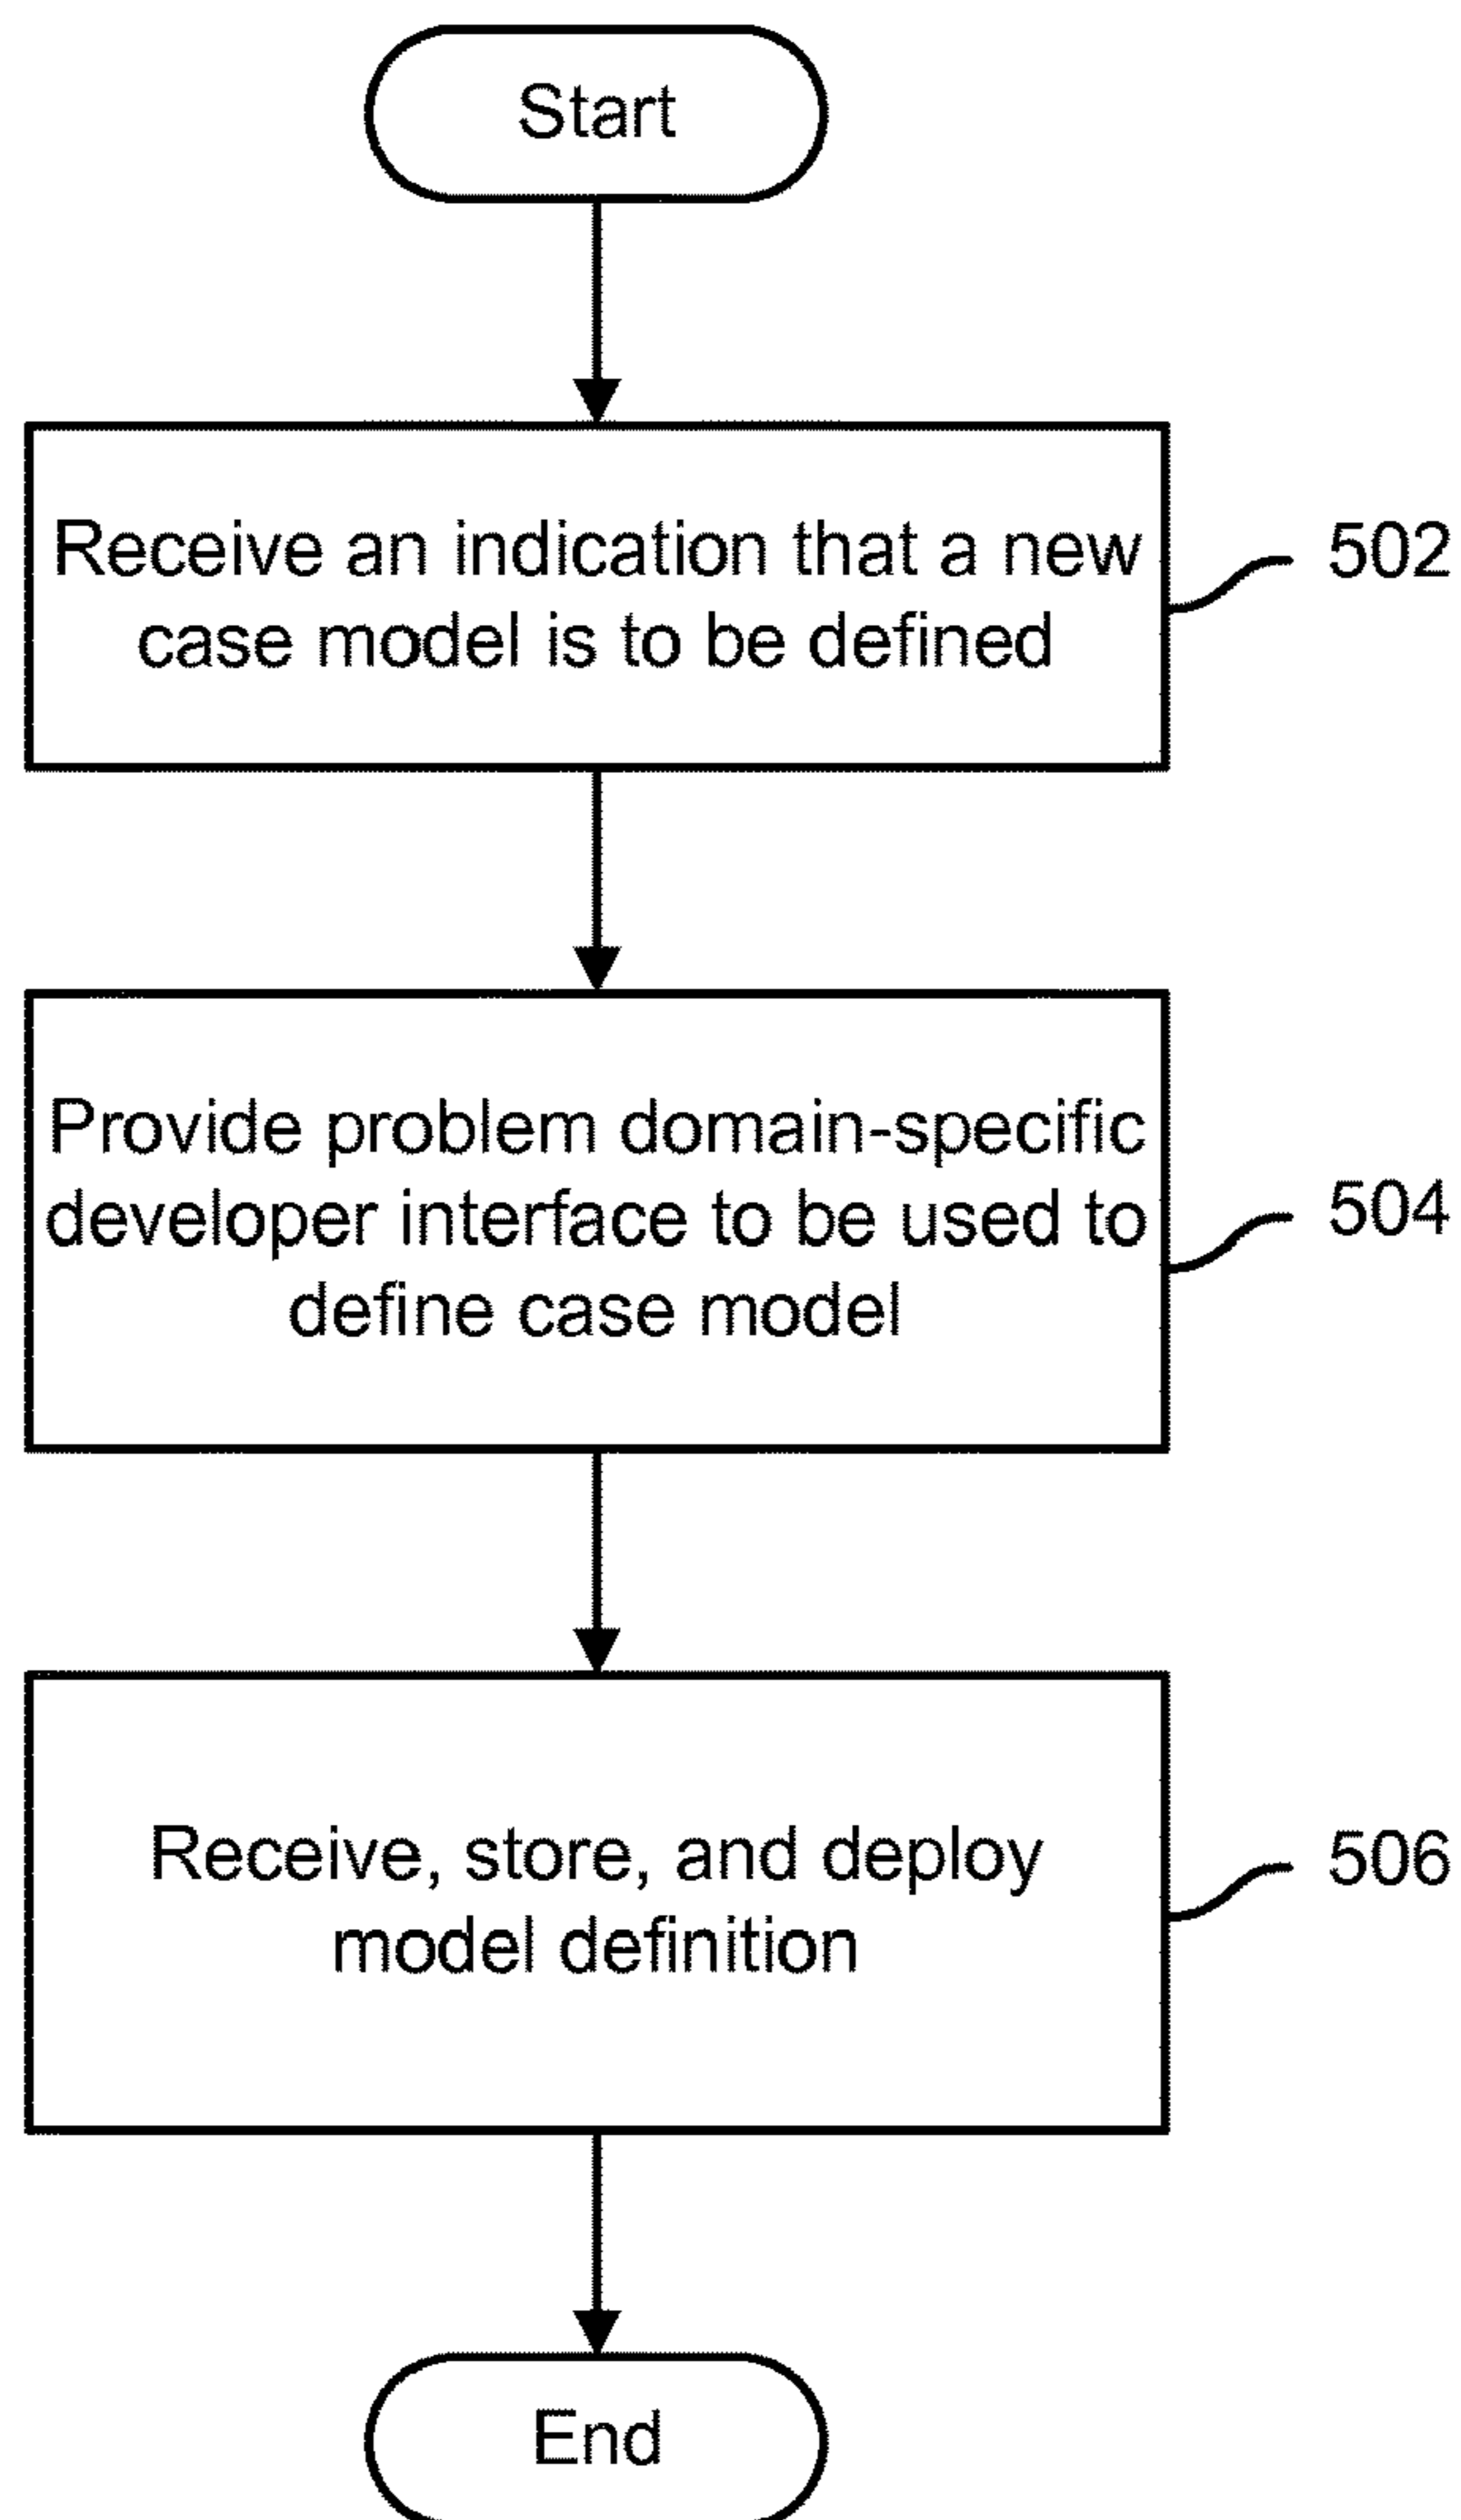 Start
Receive an indication that a new
case model is to be defined
502
Provide problem domain-specific
developer interface to be used to
define case model
504
Receive, store, and deploy
model definition
506
End